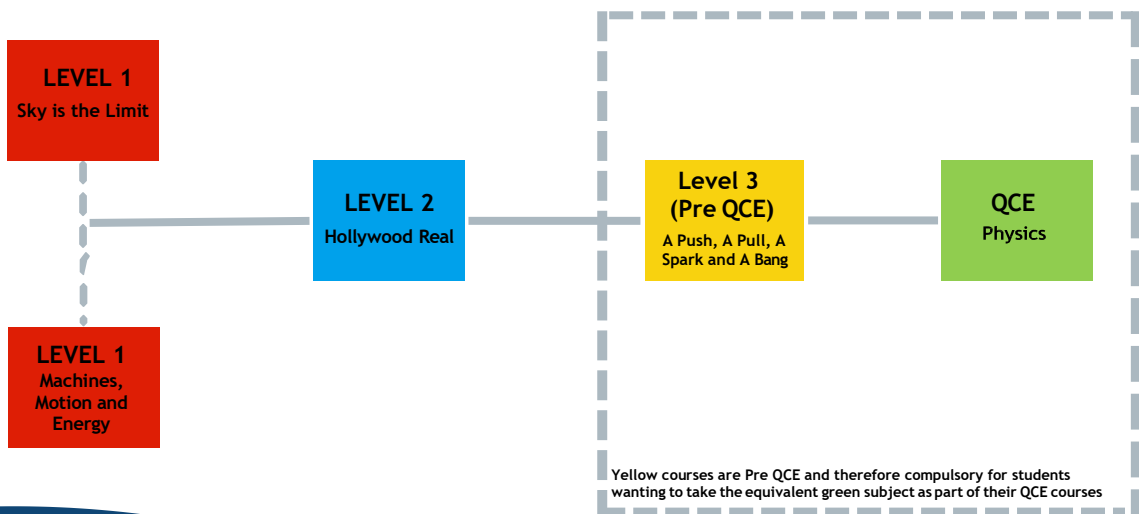 LEVEL 1
Sky is the Limit
LEVEL 1
Machines,
Motion and
Energy
LEVEL 2
Hollywood Real
Level 3
(Pre QCE)
A Push, A Pull, A
Spark and A Bang
QCE
Physics
Yellow courses are Pre QCE and therefore compulsory for students
wanting to take the equivalent green subject as part of their QCE courses